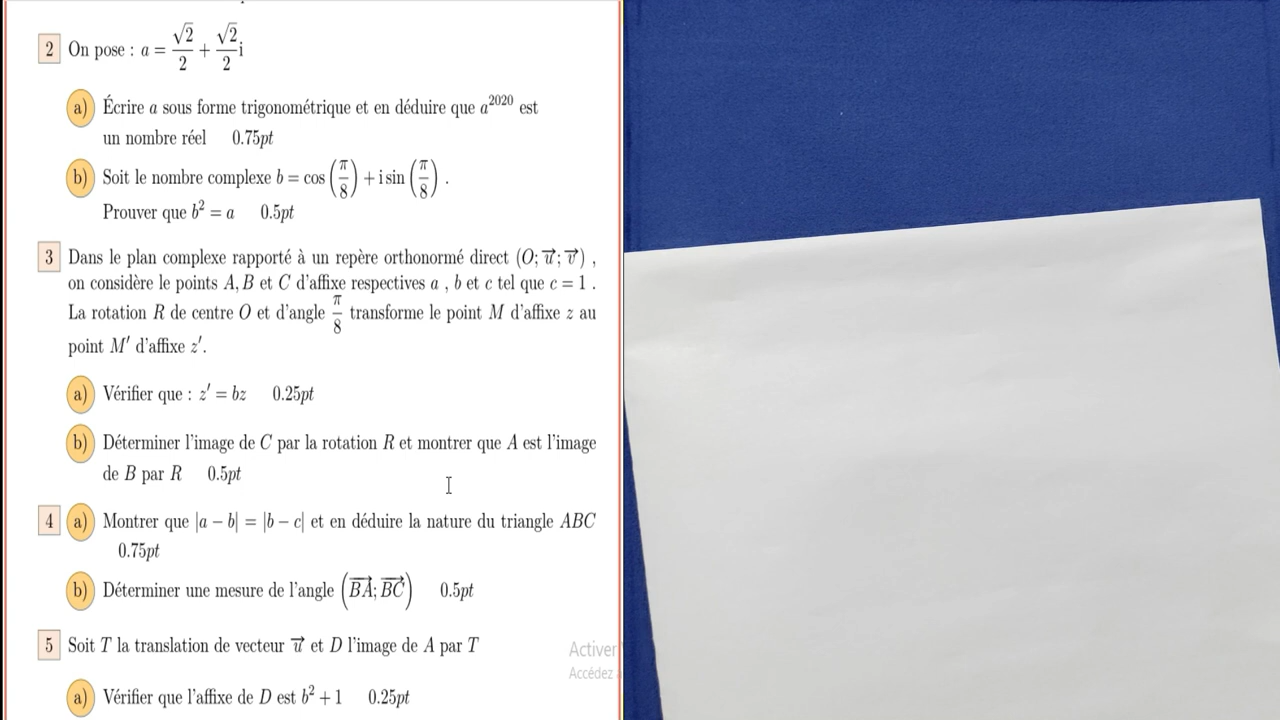 2 On pose : a = √2/2 + √2/2 i
a) Écrire a sous forme trigonométrique et en déduire que a²⁰²⁰ est
un nombre réel 0.75pt
b) Soit le nombre complexe b = cos(π/8) + i sin(π/8) .
Prouver que b² = a 0.5pt
3 Dans le plan complexe rapporté à un repère orthonormé direct (O; u⃗; v⃗) ,
on considère le points A, B et C d'affixe respectives a , b et c tel que c = 1 .
La rotation R de centre O et d'angle π/8 transforme le point M d'affixe z au
point M′ d'affixe z′.
a) Vérifier que : z′ = bz 0.25pt
b) Déterminer l'image de C par la rotation R et montrer que A est l'image
de B par R 0.5pt
4 a) Montrer que |a − b| = |b − c| et en déduire la nature du triangle ABC
0.75pt
b) Déterminer une mesure de l'angle (B͞A⃗; B͞C⃗) 0.5pt
5 Soit T la translation de vecteur u⃗ et D l'image de A par T
Activer
Accédez
a) Vérifier que l'affixe de D est b² + 1 0.25pt